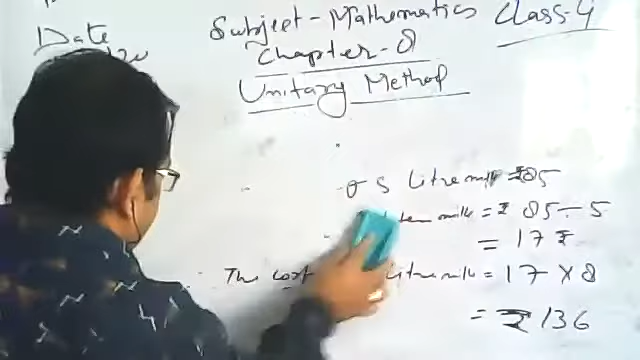 Subject - Mathematics Class-4
Date
Chapter-8
Unitary Method
5 Litre milk = ₹85
milk = ₹ 85 ÷ 5
= 17 ₹
The cost Litre milk = 17 × 8
= ₹ 136